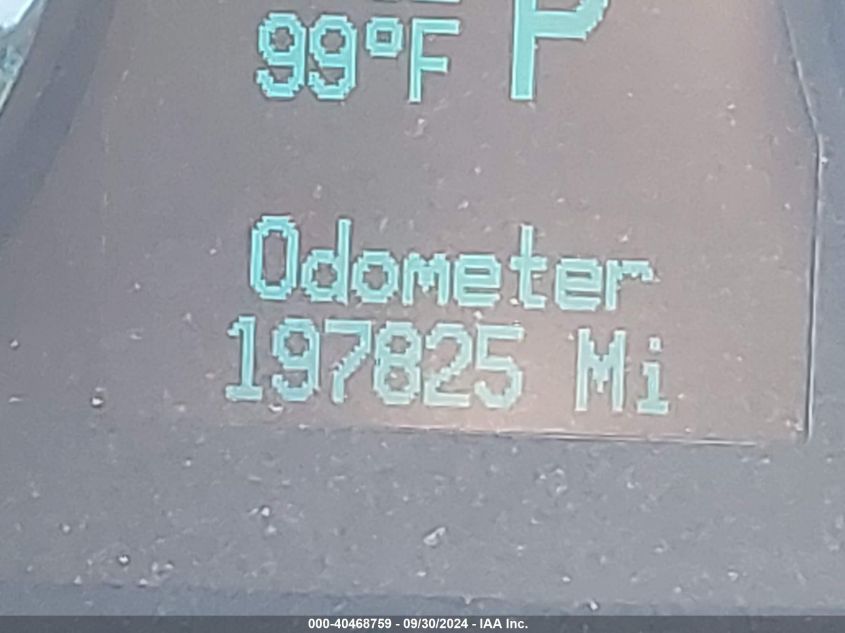 99°F P
Odometer
197825 Mi
000-40468759 - 09/30/2024 - IAA Inc.